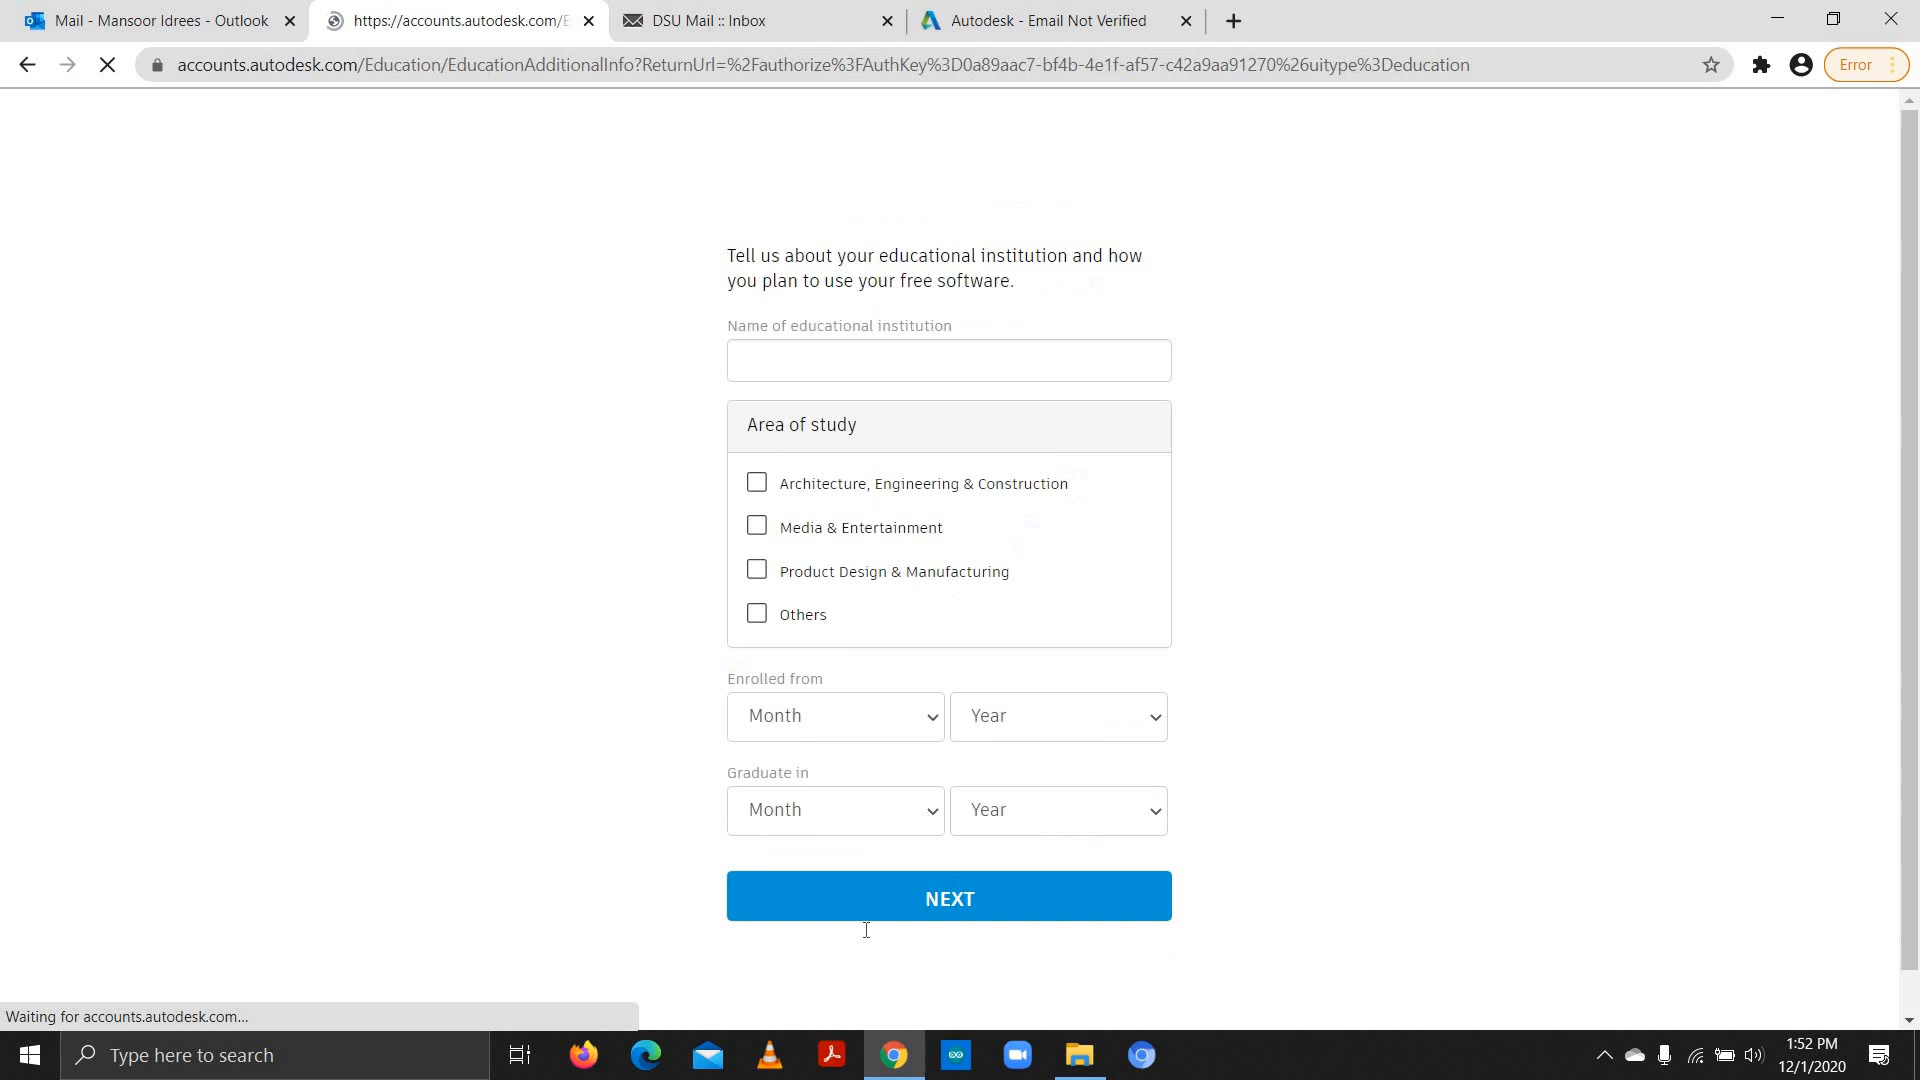 Mail - Mansoor Idrees - Outlook
https://accounts.autodesk.com/E
DSU Mail :: Inbox
Autodesk - Email Not Verified
accounts.autodesk.com/Education/EducationAdditionalInfo?ReturnUrl=%2Fauthorize%3FAuthKey%3D0a89aac7-bf4b-4e1f-af57-c42a9aa91270%26uitype%3Deducation
Error
Tell us about your educational institution and how
you plan to use your free software.
Name of educational institution
Area of study
Architecture, Engineering & Construction
Media & Entertainment
Product Design & Manufacturing
Others
Enrolled from
Month
Year
Graduate in
Month
Year
NEXT
Waiting for accounts.autodesk.com...
Type here to search
1:52 PM
12/1/2020